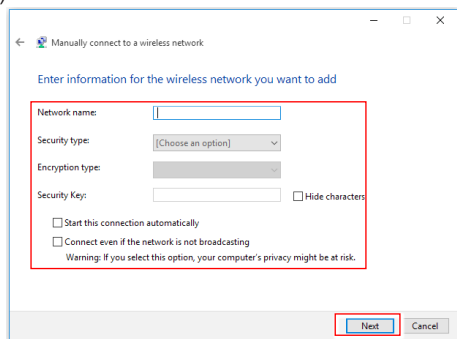 Manually connect to a wireless network
Enter information for the wireless network you want to add
Network name:
Security type: [Choose an option]
Encryption type:
Security Key: Hide characters
Start this connection automatically
Connect even if the network is not broadcasting
Warning: If you select this option, your computer's privacy might be at risk.
Next Cancel